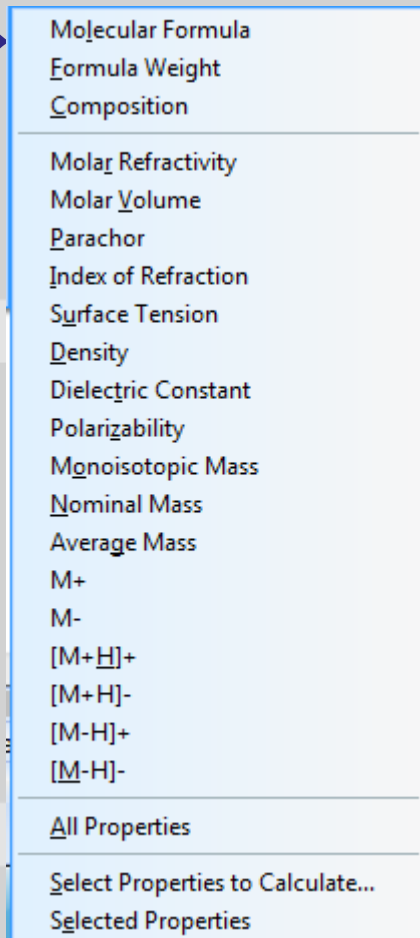 Molecular Formula
Formula Weight
Composition
Molar Refractivity
Molar Volume
Parachor
Index of Refraction
Surface Tension
Density
Dielectric Constant
Polarizability
Monoisotopic Mass
Nominal Mass
Average Mass
M+
M-
[M+H]+
[M+H]-
[M-H]+
[M-H]-
All Properties
Select Properties to Calculate...
Selected Properties